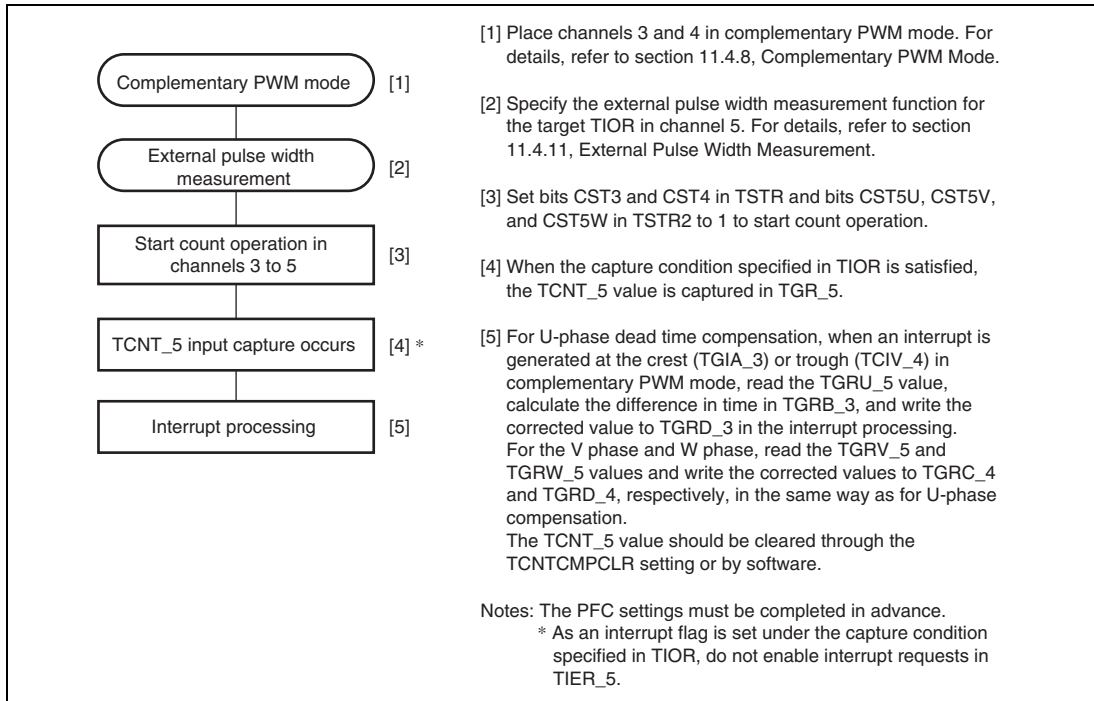 Complementary PWM mode [1]
External pulse width
measurement [2]
Start count operation in
channels 3 to 5 [3]
TCNT_5 input capture occurs [4] *
Interrupt processing [5]
[1] Place channels 3 and 4 in complementary PWM mode. For
details, refer to section 11.4.8, Complementary PWM Mode.
[2] Specify the external pulse width measurement function for
the target TIOR in channel 5. For details, refer to section
11.4.11, External Pulse Width Measurement.
[3] Set bits CST3 and CST4 in TSTR and bits CST5U, CST5V,
and CST5W in TSTR2 to 1 to start count operation.
[4] When the capture condition specified in TIOR is satisfied,
the TCNT_5 value is captured in TGR_5.
[5] For U-phase dead time compensation, when an interrupt is
generated at the crest (TGIA_3) or trough (TCIV_4) in
complementary PWM mode, read the TGRU_5 value,
calculate the difference in time in TGRB_3, and write the
corrected value to TGRD_3 in the interrupt processing.
For the V phase and W phase, read the TGRV_5 and
TGRW_5 values and write the corrected values to TGRC_4
and TGRD_4, respectively, in the same way as for U-phase
compensation.
The TCNT_5 value should be cleared through the
TCNTCMPCLR setting or by software.
Notes: The PFC settings must be completed in advance.
* As an interrupt flag is set under the capture condition
specified in TIOR, do not enable interrupt requests in
TIER_5.